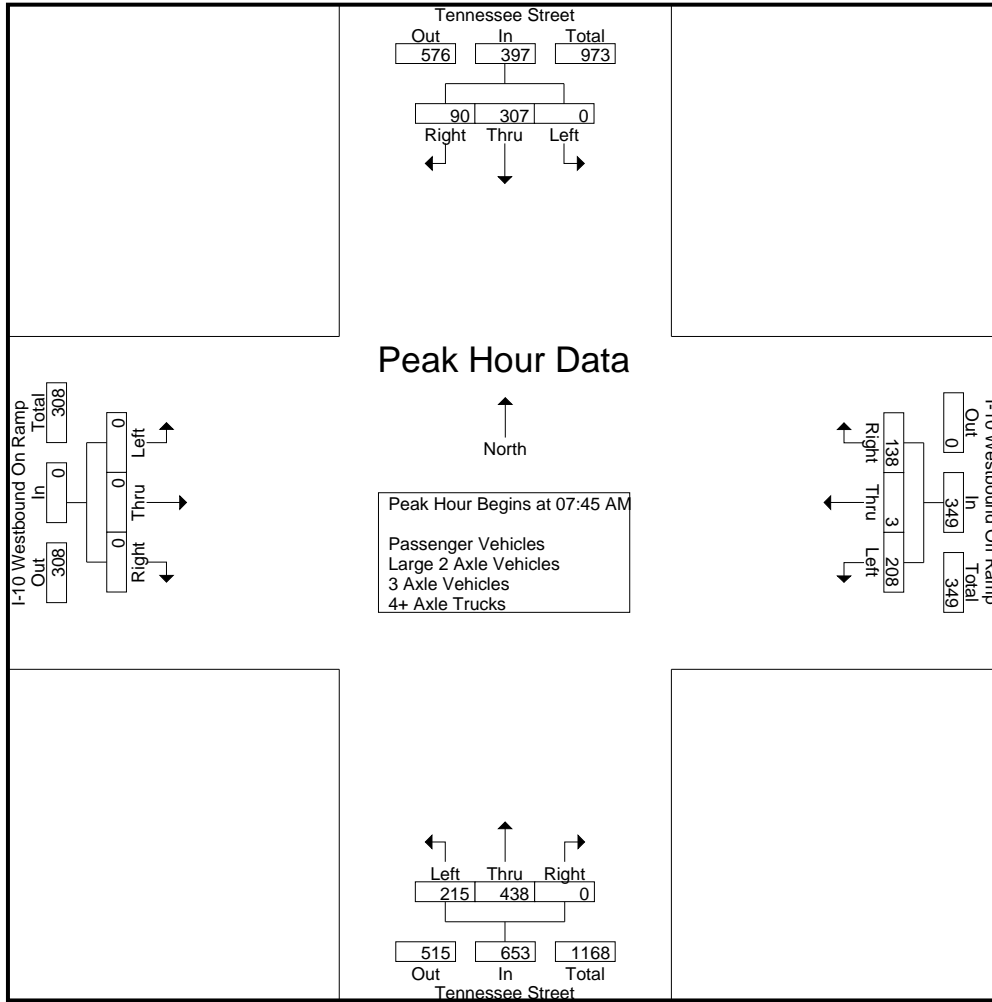 Tennessee Street
Out In Total
576 397 973
90 307 0
Right Thru Left
Peak Hour Data
North
Peak Hour Begins at 07:45 AM
Passenger Vehicles
Large 2 Axle Vehicles
3 Axle Vehicles
4+ Axle Trucks
I-10 Westbound On Ramp
Total In Out
308 0 308
0 0 0
Left Thru Right
Right Thru Left
138 3 208
Out In Total
0 349 349
I-10 Westbound Ramp
Left Thru Right
215 438 0
515 653 1168
Out In Total
Tennessee Street